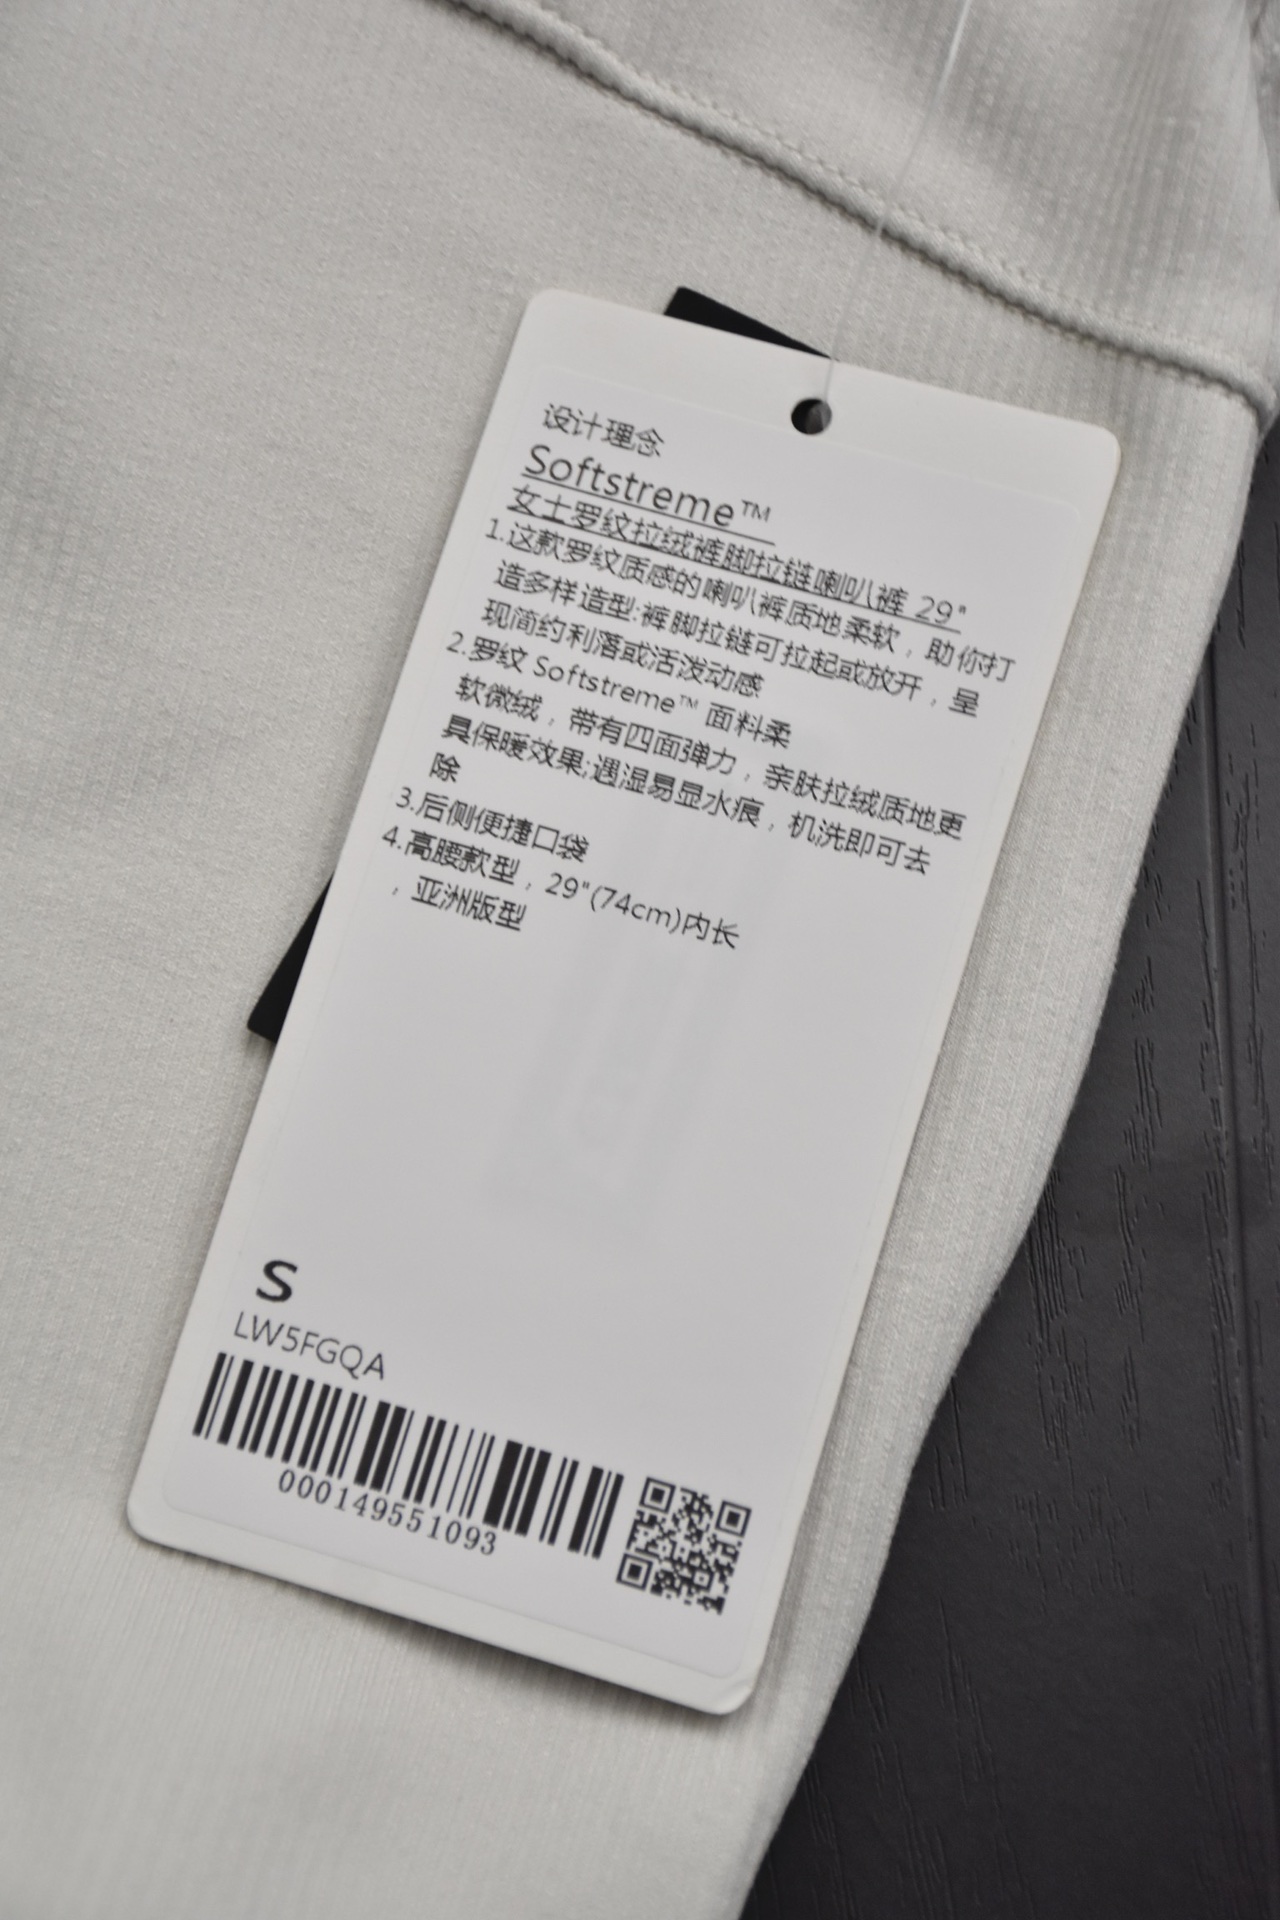 设计理念
Softstreme™
女士罗纹拉绒裤脚拉链喇叭裤 29"
1.这款罗纹质感的喇叭裤质地柔软，助你打
造多样造型:裤脚拉链可拉起或放开，呈
现简约利落或活泼动感
2.罗纹 Softstreme™ 面料柔
软微绒，带有四面弹力，亲肤拉绒质地更
具保暖效果;遇湿易显水痕，机洗即可去
除
3.后侧便捷口袋
4.高腰款型，29"(74cm)内长
，亚洲版型
S
LW5FGQA
000149551093